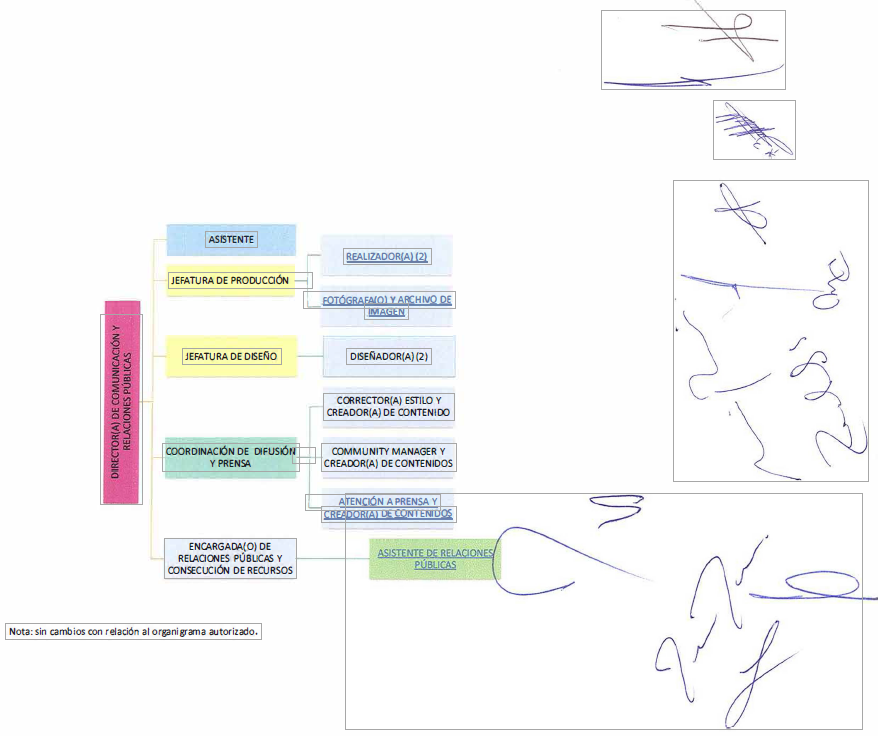 DIRECTOR(A) DE COMUNICACIÓN Y
RELACIONES PÚBLICAS
ASISTENTE
JEFATURA DE PRODUCCIÓN
REALIZADOR(A) (2)
FOTÓGRAFA(O) Y ARCHIVO DE
IMAGEN
JEFATURA DE DISEÑO
DISEÑADOR(A) (2)
COORDINACIÓN DE DIFUSIÓN
Y PRENSA
CORRECTOR(A) ESTILO Y
CREADOR(A) DE CONTENIDO
COMMUNITY MANAGER Y
CREADOR(A) DE CONTENIDOS
ATENCIÓN A PRENSA Y
CREADOR(A) DE CONTENIDOS
ENCARGADA(O) DE
RELACIONES PÚBLICAS Y
CONSECUCIÓN DE RECURSOS
ASISTENTE DE RELACIONES
PÚBLICAS
Nota: sin cambios con relación al organigrama autorizado.